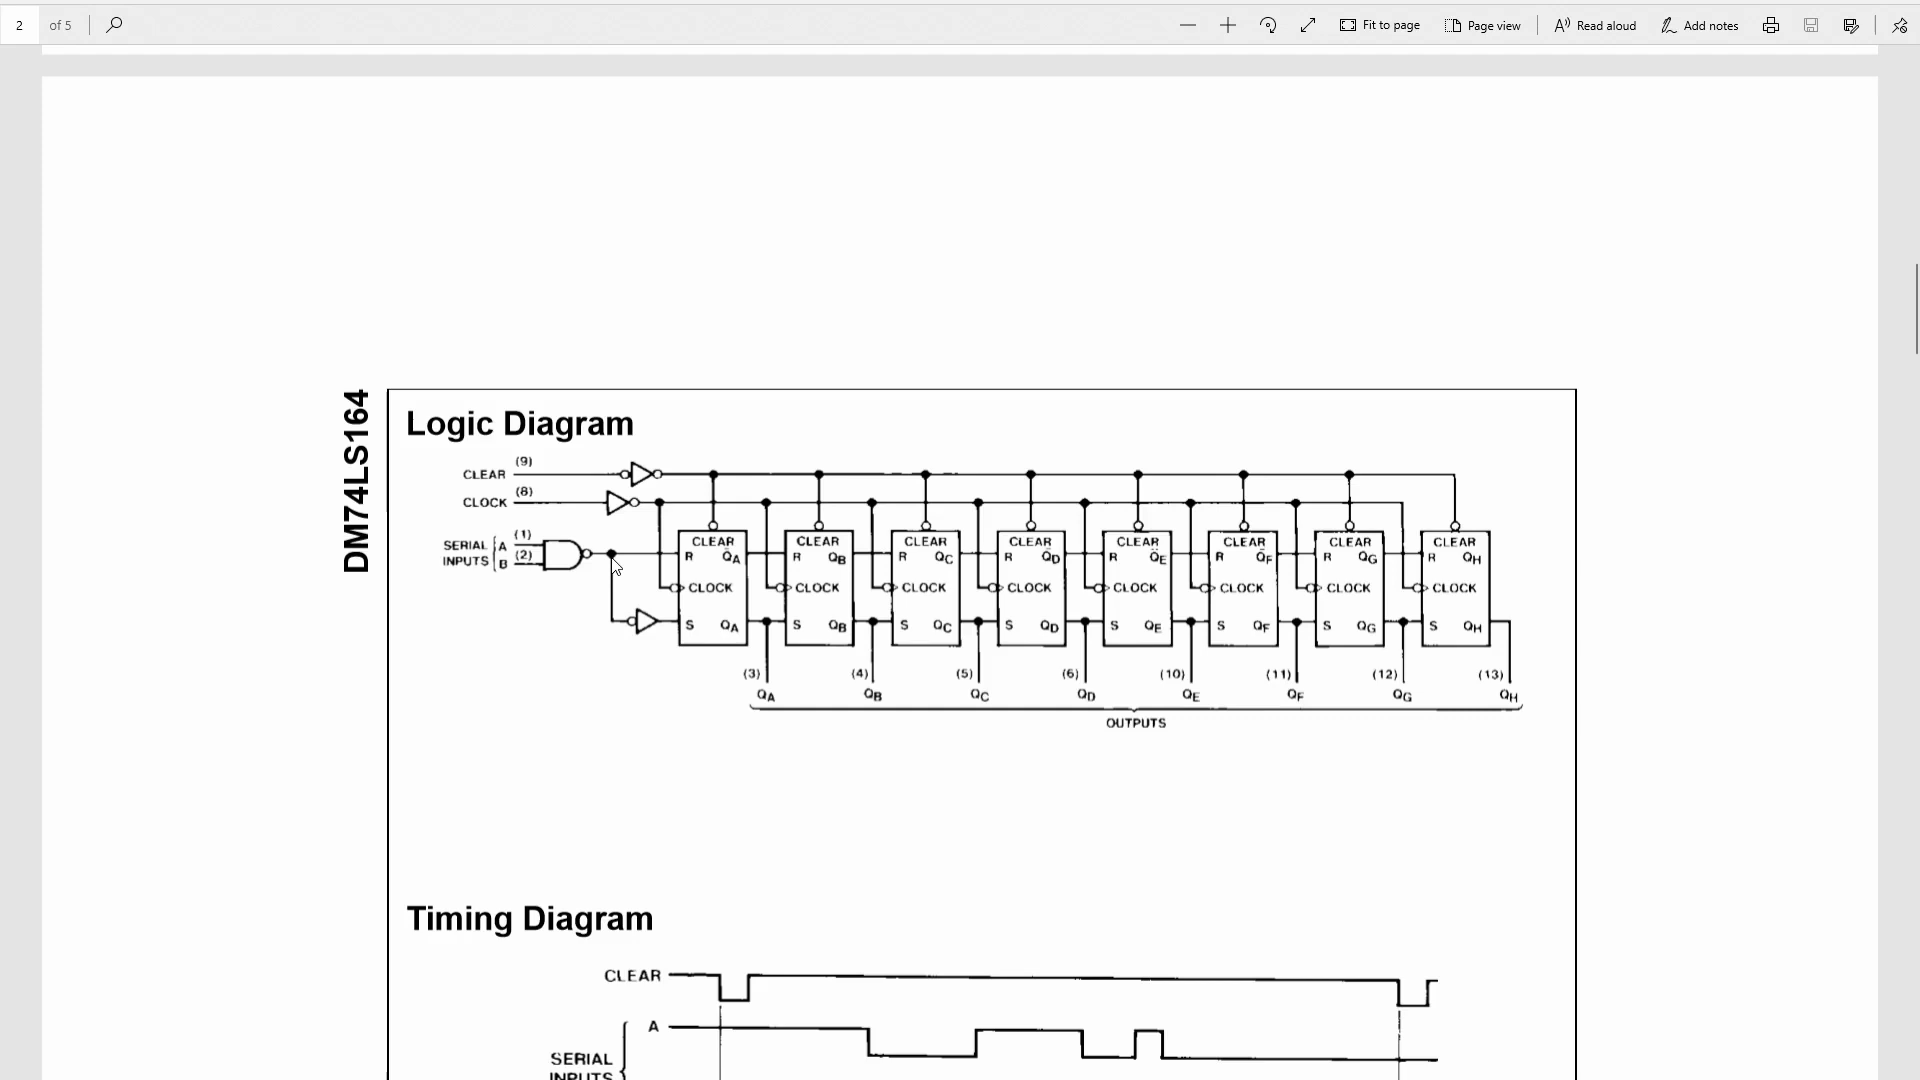 2 of 5 Fit to page Page view Read aloud Add notes
DM74LS164
Logic Diagram
CLEAR (9)
CLOCK (8)
SERIAL INPUTS A (1)
B (2)
CLEAR CLEAR CLEAR CLEAR CLEAR CLEAR CLEAR CLEAR
R Q̄A R Q̄B R Q̄C R Q̄D R Q̄E R Q̄F R Q̄G R QH
CLOCK CLOCK CLOCK CLOCK CLOCK CLOCK CLOCK CLOCK
S QA S QB S QC S QD S QE S QF S QG S QH
(3) (4) (5) (6) (10) (11) (12) (13)
QA QB QC QD QE QF QG QH
OUTPUTS
Timing Diagram
CLEAR
A
SERIAL
INPUTS